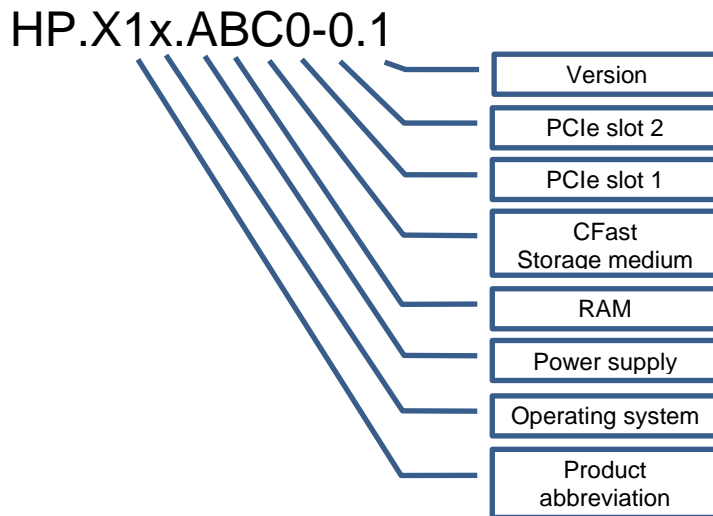 HP.X1x.ABC0-0.1
Version
PCIe slot 2
PCIe slot 1
CFast
Storage medium
RAM
Power supply
Operating system
Product
abbreviation